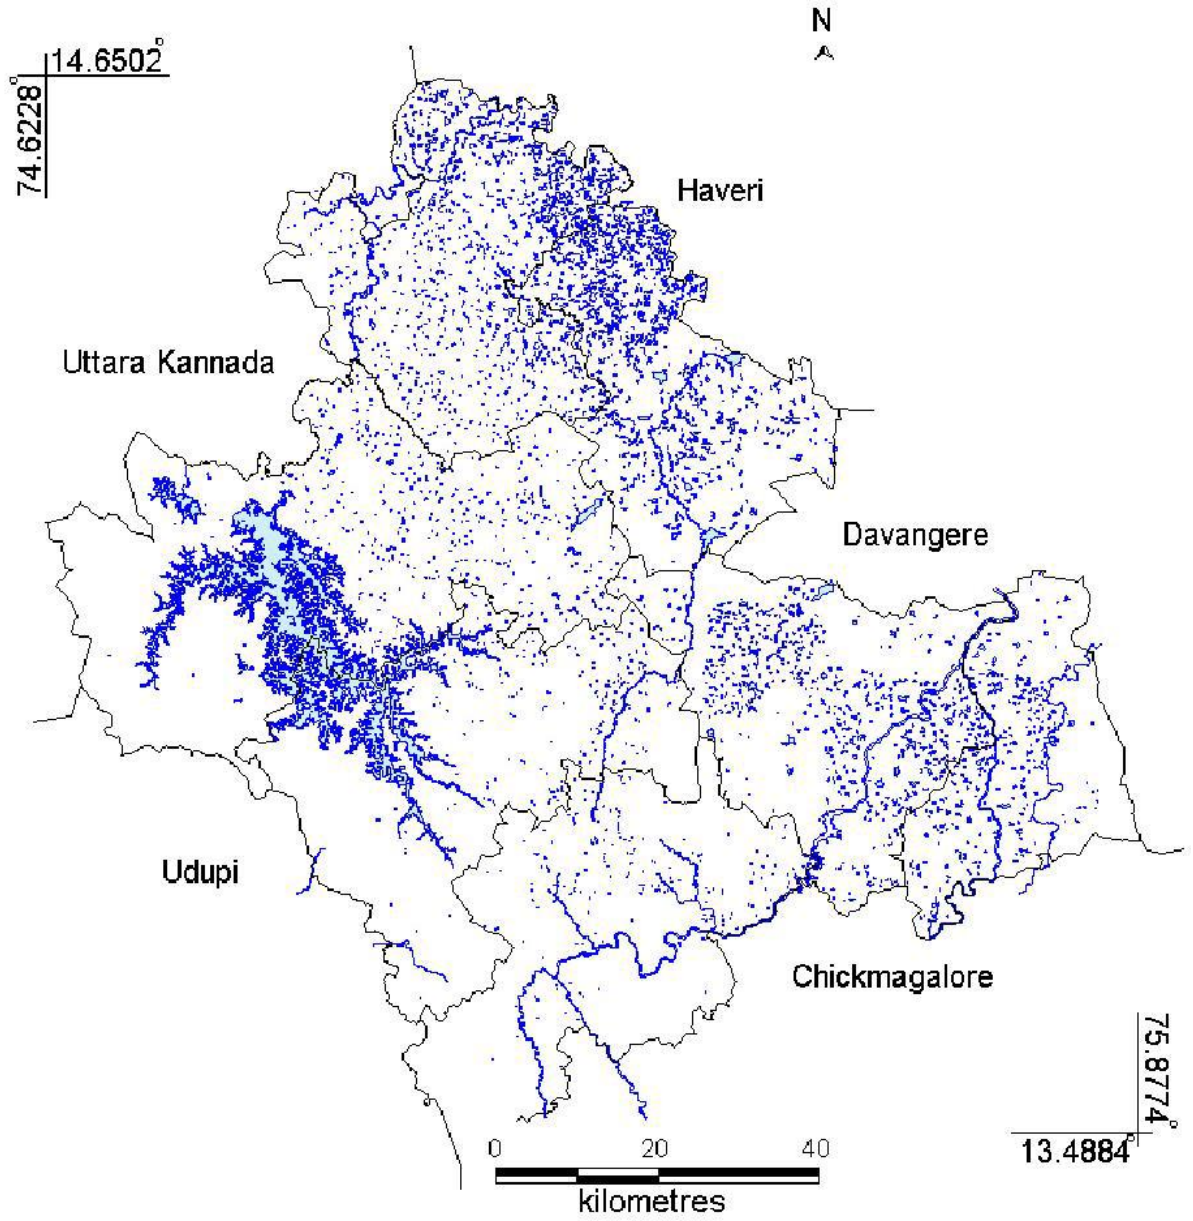 N
14.6502°
74.6228°
Haveri
Uttara Kannada
Davangere
Udupi
Chickmagalore
75.8774°
13.4884°
0 20 40
kilometres